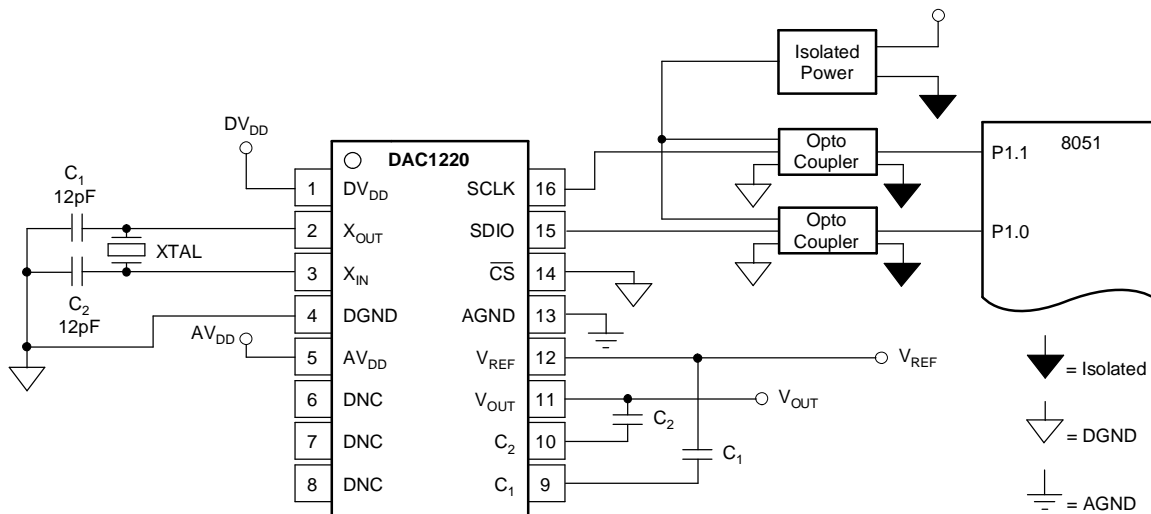 Isolated
Power
DV_DD
DAC1220
C_1
12pF
XTAL
C_2
12pF
AV_DD
1 DV_DD SCLK 16
2 X_OUT SDIO 15
3 X_IN C̅S̅ 14
4 DGND AGND 13
5 AV_DD V_REF 12
6 DNC V_OUT 11
7 DNC C_2 10
8 DNC C_1 9
Opto
Coupler
Opto
Coupler
8051
P1.1
P1.0
V_REF
V_OUT
C_2
C_1
= Isolated
= DGND
= AGND